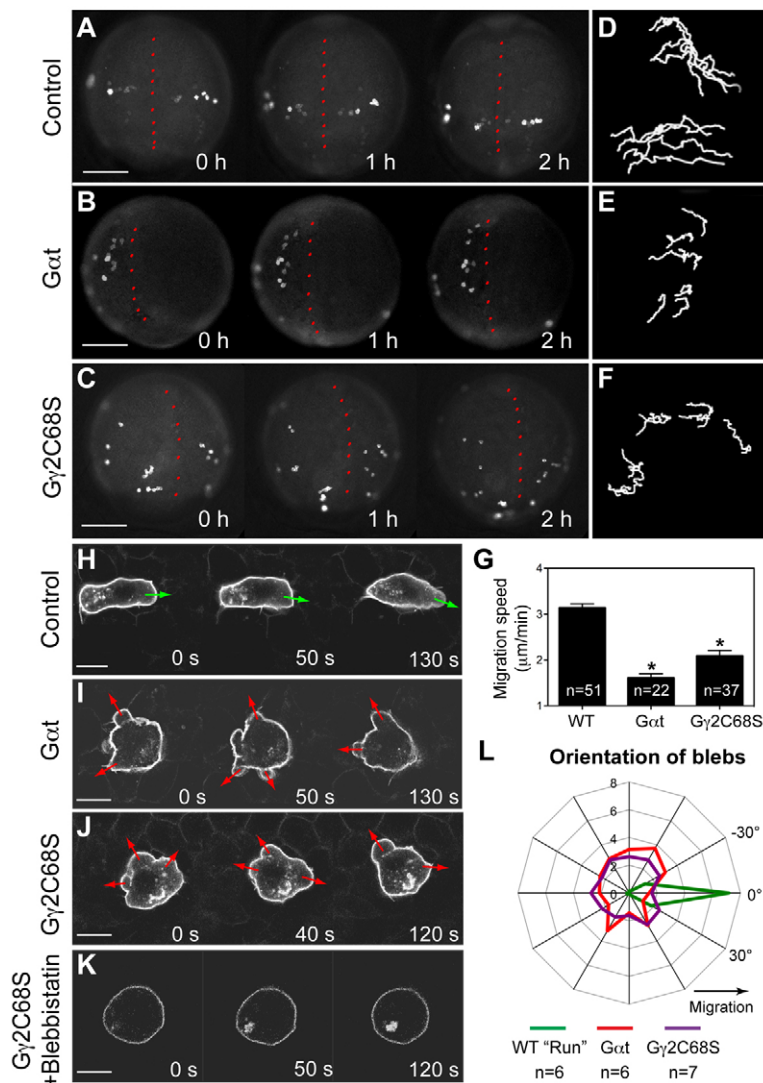 A
Control
0 h
1 h
2 h
D
B
Gαt
0 h
1 h
2 h
E
C
Gγ2C68S
0 h
1 h
2 h
F
H
Control
0 s
50 s
130 s
I
Gαt
0 s
50 s
130 s
J
Gγ2C68S
0 s
40 s
120 s
K
Gγ2C68S
+Blebbistatin
0 s
50 s
120 s
G
Migration speed
(μm/min)
4
3
2
1
n=51
*
n=22
*
n=37
WT
Gαt
Gγ2C68S
L
Orientation of blebs
8
6
4
2
0
-30°
0°
30°
Migration
WT "Run"
Gαt
Gγ2C68S
n=6
n=6
n=7